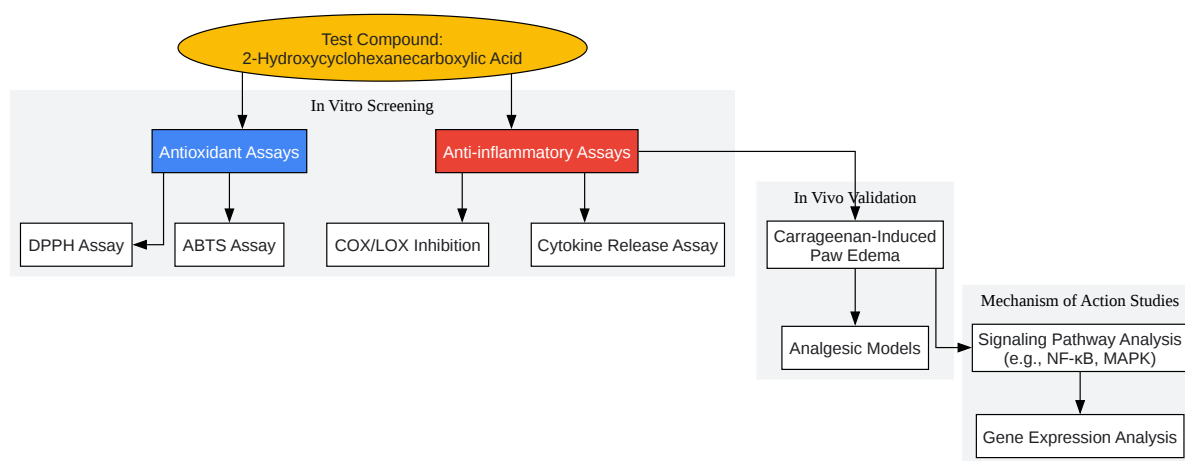 Test Compound:
2-Hydroxycyclohexanecarboxylic Acid
In Vitro Screening
Antioxidant Assays
Anti-inflammatory Assays
DPPH Assay
ABTS Assay
COX/LOX Inhibition
Cytokine Release Assay
In Vivo Validation
Carrageenan-Induced
Paw Edema
Analgesic Models
Mechanism of Action Studies
Signaling Pathway Analysis
(e.g., NF-κB, MAPK)
Gene Expression Analysis